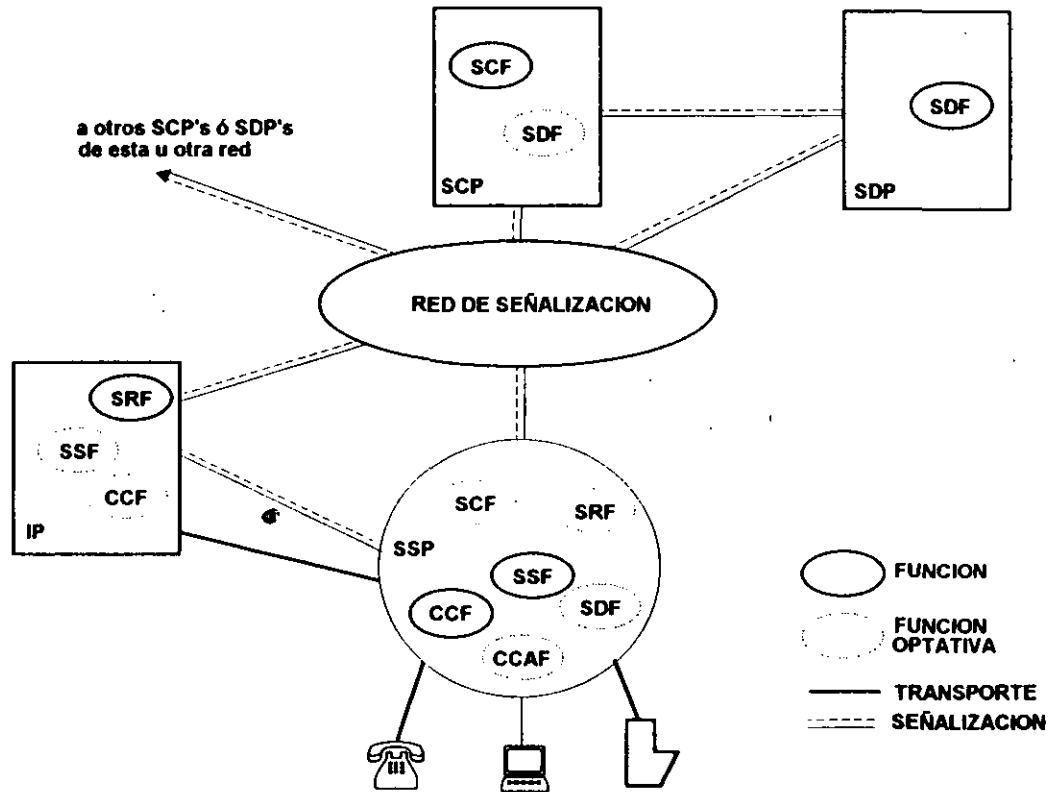 SCF
SDF
SCP
SDF
SDP
a otros SCP's ó SDP's
de esta u otra red
RED DE SEÑALIZACION
SRF
SSF
CCF
IP
SCF
SRF
SSP
SSF
CCF
SDF
CCAF
FUNCION
FUNCION
OPTATIVA
TRANSPORTE
SEÑALIZACION